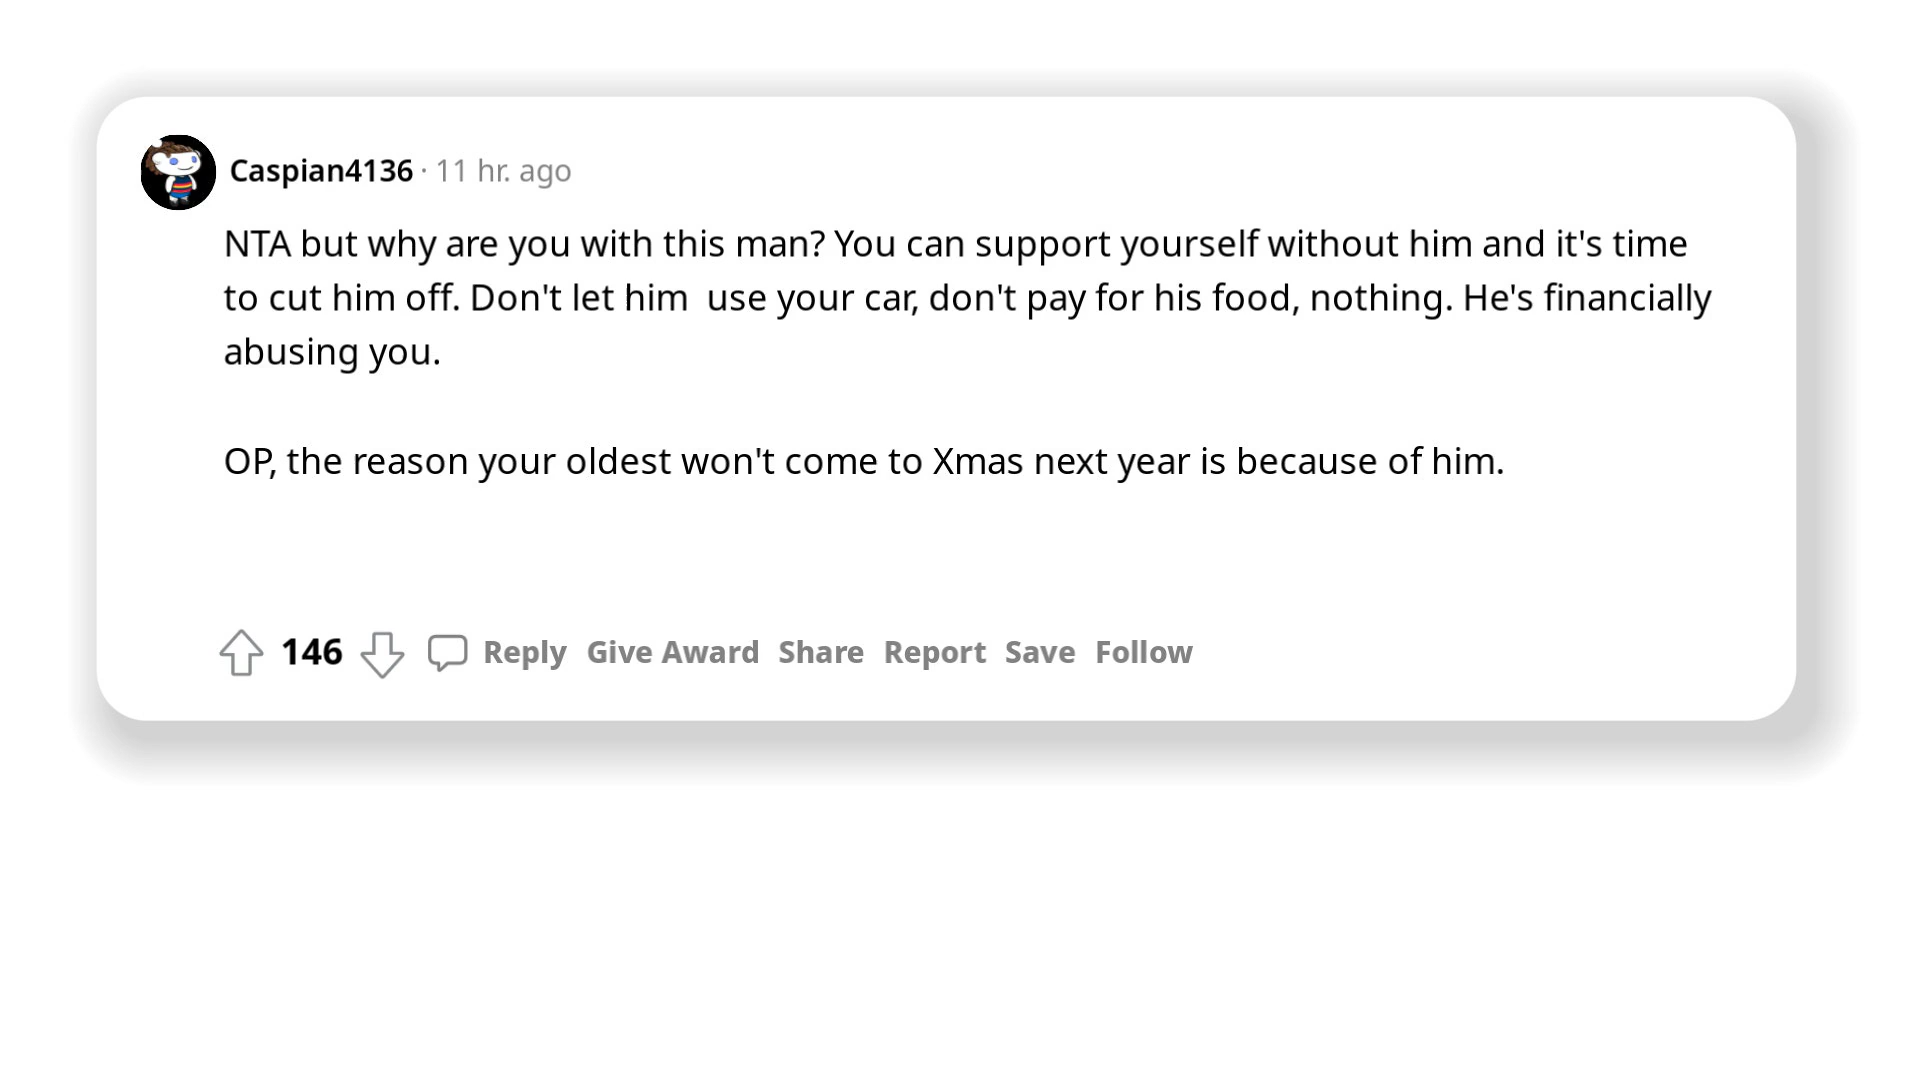 Caspian4136 · 11 hr. ago
NTA but why are you with this man? You can support yourself without him and it's time
to cut him off. Don't let him  use your car, don't pay for his food, nothing. He's financially
abusing you.
OP, the reason your oldest won't come to Xmas next year is because of him.
146 Reply Give Award Share Report Save Follow